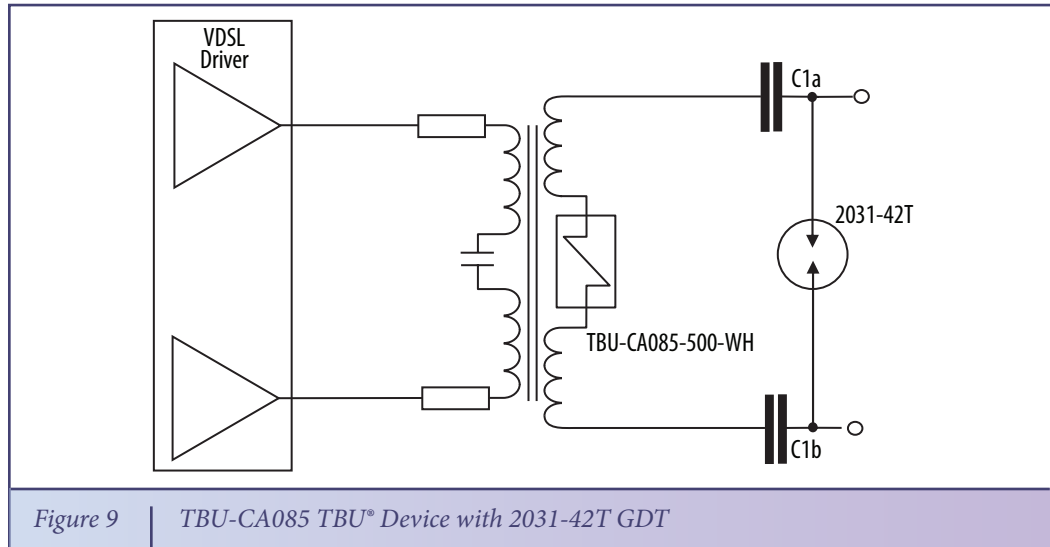 VDSL
Driver
C1a
2031-42T
TBU-CA085-500-WH
C1b
Figure 9 | TBU-CA085 TBU® Device with 2031-42T GDT